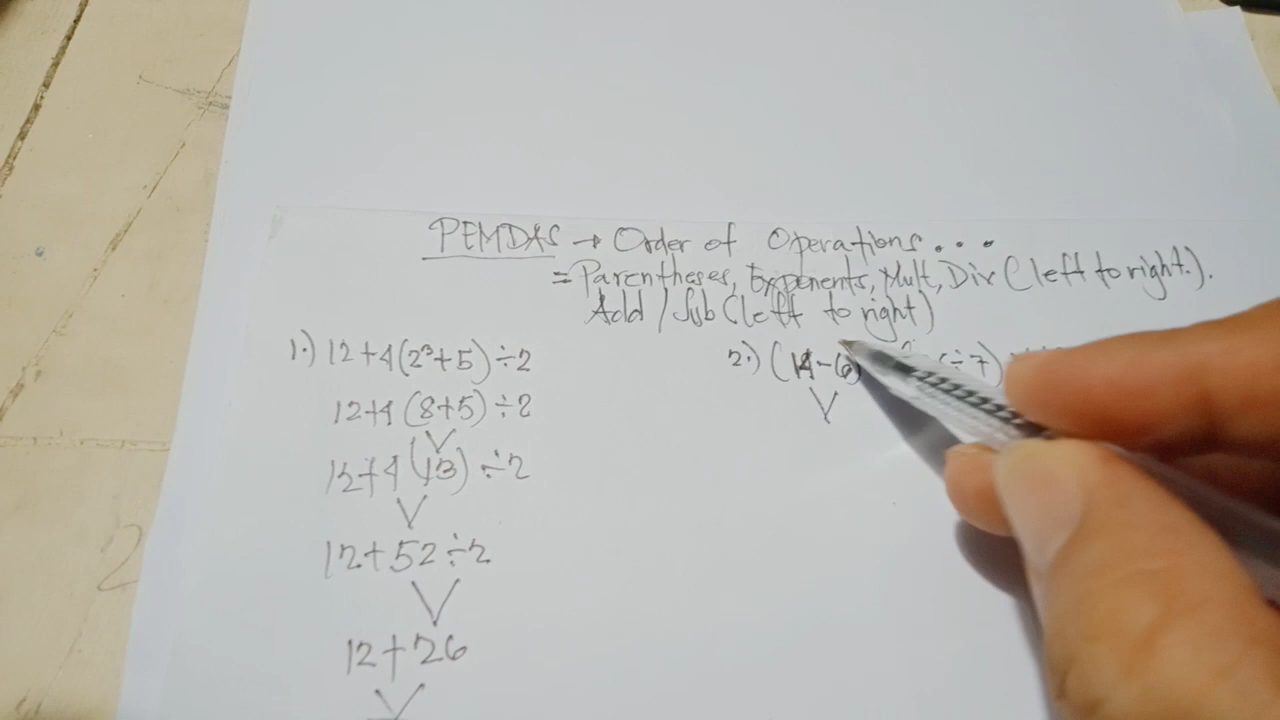 PEMDAS → Order of Operations...
= Parentheses, Exponents, Mult, Div (left to right.).
Add / Sub (left to right)
1.) 12+4(2³+5)÷2
12+4 (8+5) ÷2
12+4 (13) ÷2
12+52÷2
12+26
2.) (14-6) ÷7)
2